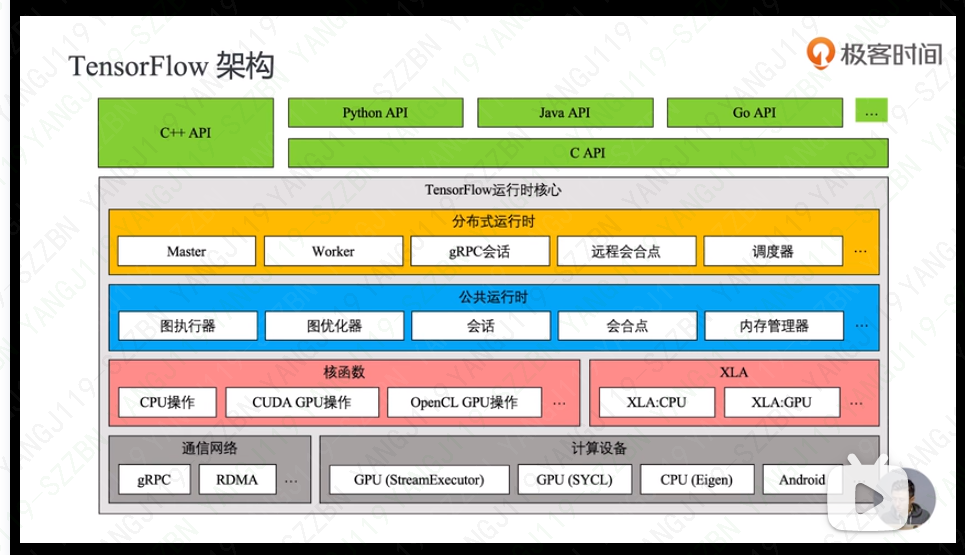 TensorFlow 架构
极客时间
C++ API
Python API
Java API
Go API
...
C API
TensorFlow运行时核心
分布式运行时
Master
Worker
gRPC会话
远程会合点
调度器
...
公共运行时
图执行器
图优化器
会话
会合点
内存管理器
...
核函数
CPU操作
CUDA GPU操作
OpenCL GPU操作
...
XLA
XLA:CPU
XLA:GPU
...
通信网络
gRPC
RDMA
...
计算设备
GPU (StreamExecutor)
GPU (SYCL)
CPU (Eigen)
Android